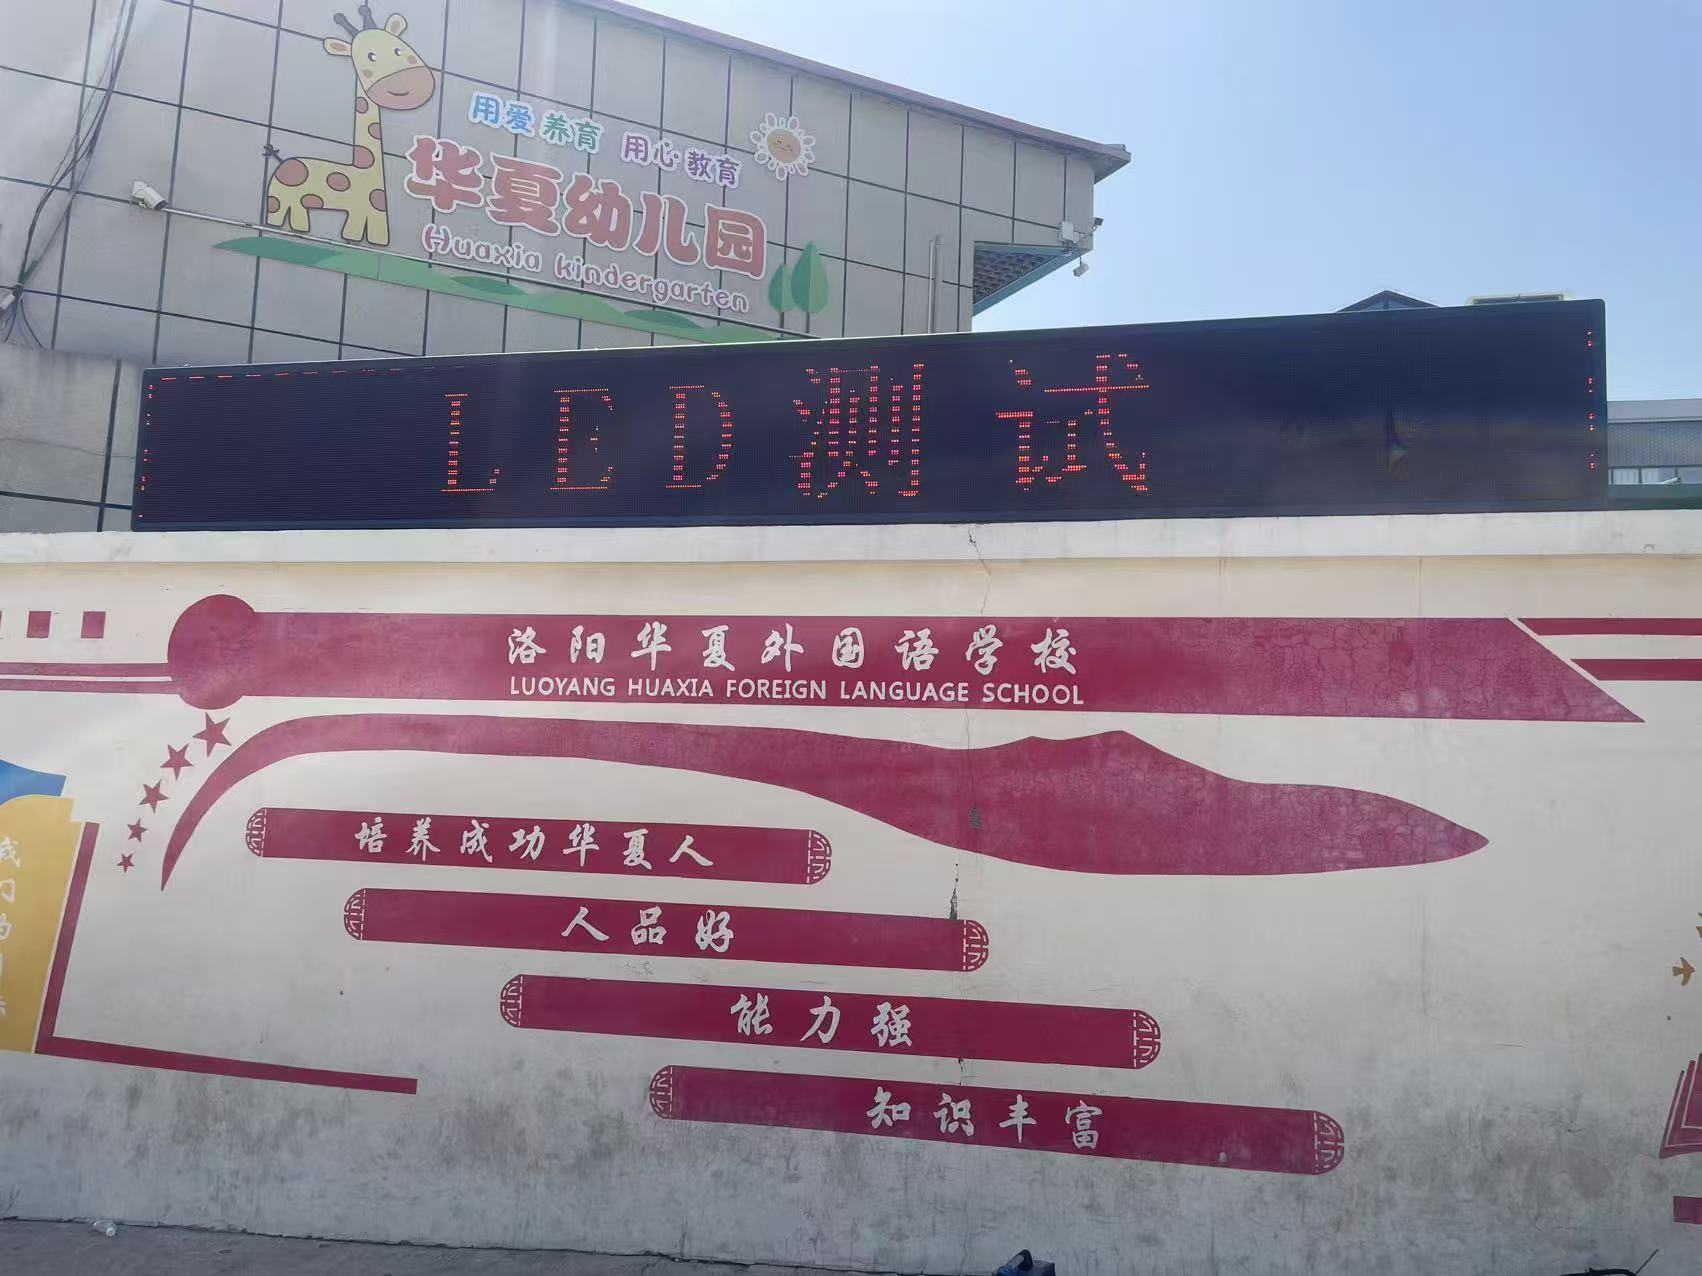 用爱养育 用心教育
华夏幼儿园
Huaxia kindergarten
LED测试
洛阳华夏外国语学校
LUOYANG HUAXIA FOREIGN LANGUAGE SCHOOL
培养成功华夏人
人品好
能力强
知识丰富